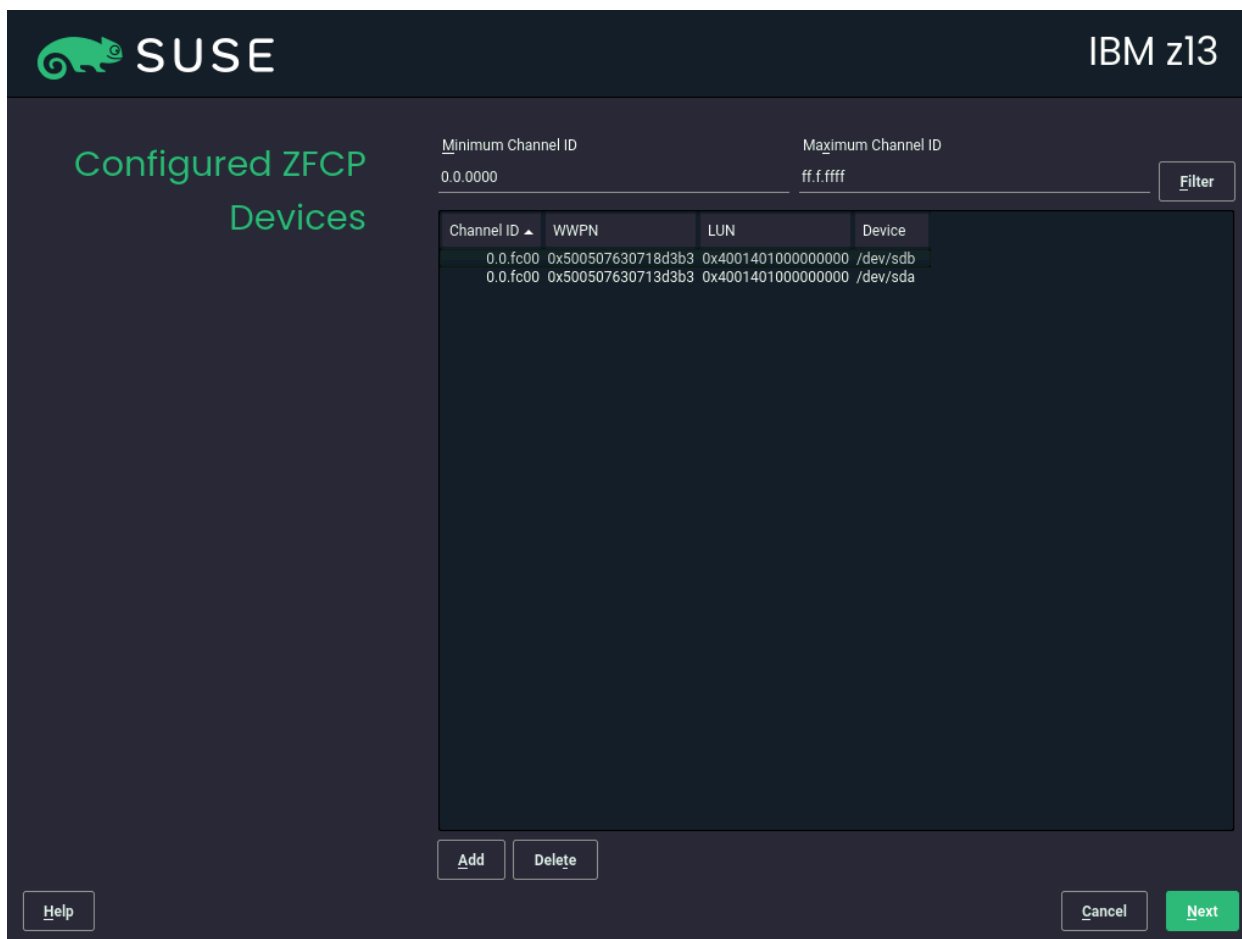 SUSE
IBM z13
Configured ZFCP
Devices
Minimum Channel ID
Maximum Channel ID
0.0.0000
ff.f.ffff
Filter
Channel ID WWPN LUN Device
0.0.fc00 0x500507630718d3b3 0x4001401000000000 /dev/sdb
0.0.fc00 0x500507630713d3b3 0x4001401000000000 /dev/sda
Add Delete
Help
Cancel Next